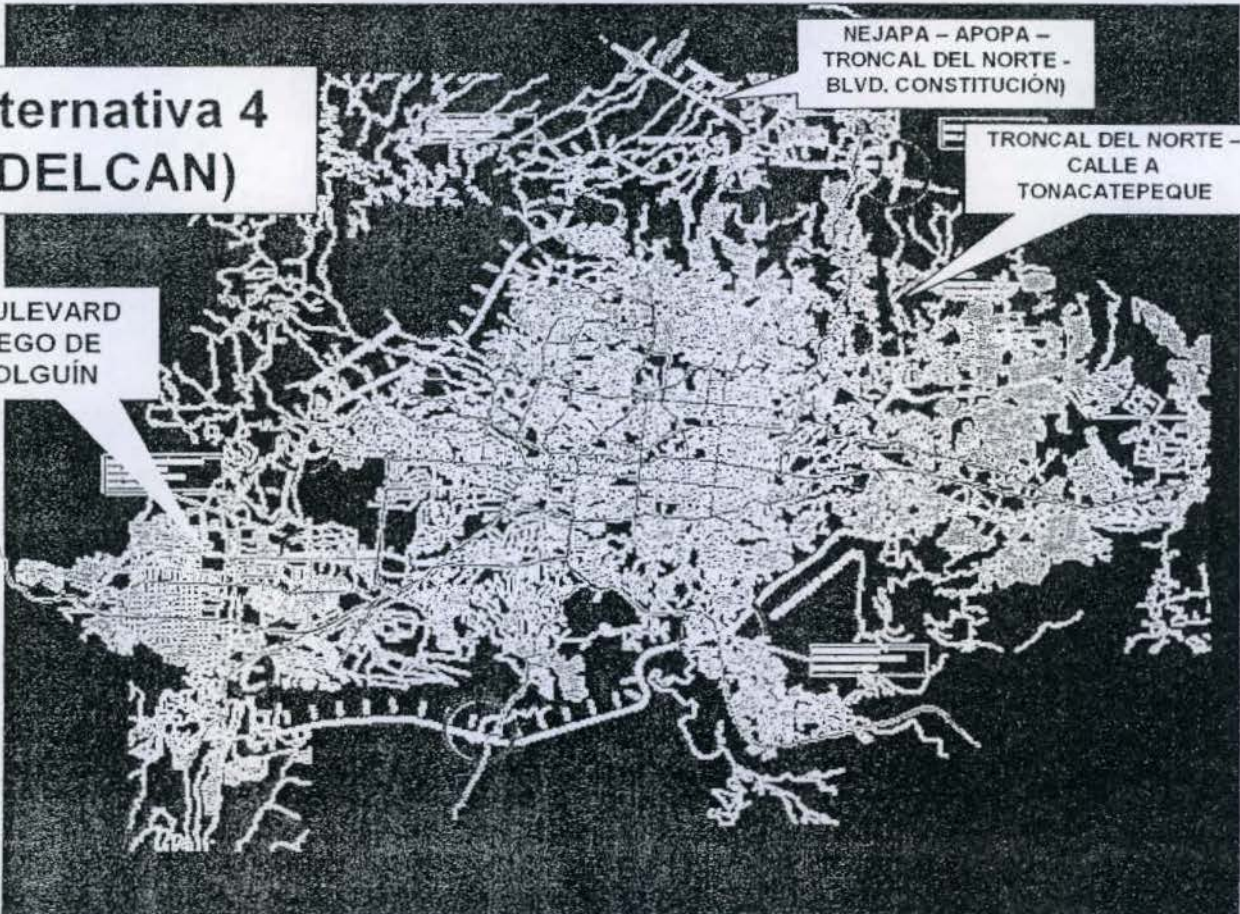 ternativa 4
DELCAN)
NEJAPA – APOPA –
TRONCAL DEL NORTE -
BLVD. CONSTITUCIÓN)
TRONCAL DEL NORTE –
CALLE A
TONACATEPEQUE
ULEVARD
EGO DE
OLGUÍN